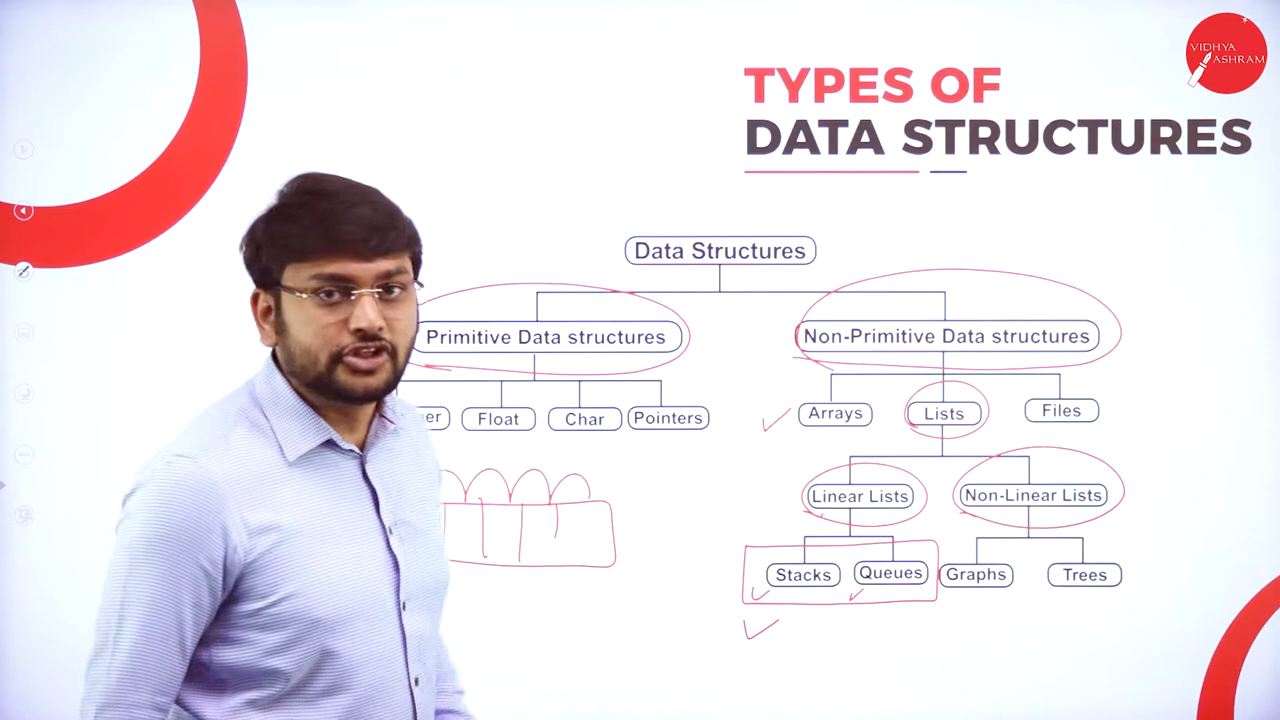 VIDHYA
ASHRAM
TYPES OF
DATA STRUCTURES
Data Structures
Primitive Data structures
Non-Primitive Data structures
Float
Char
Pointers
Arrays
Lists
Files
Linear Lists
Non-Linear Lists
Stacks
Queues
Graphs
Trees